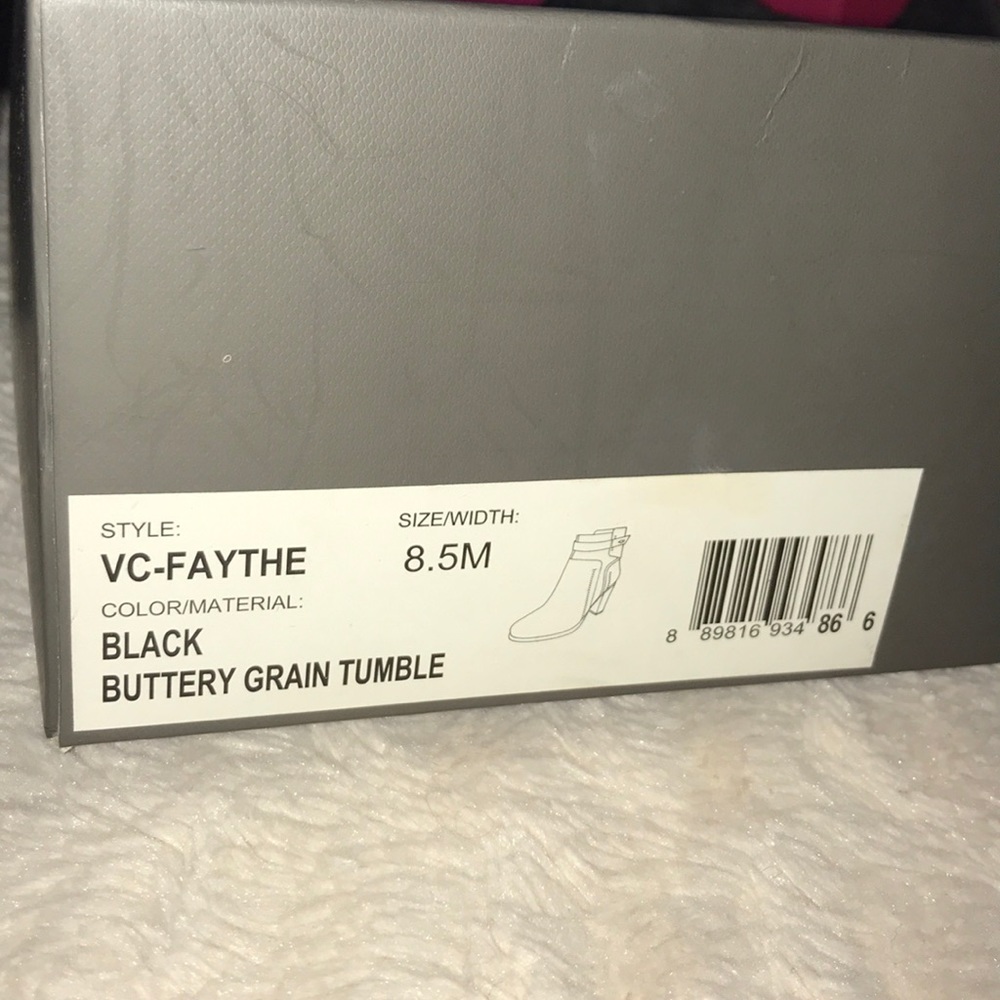 STYLE:
VC-FAYTHE
SIZE/WIDTH:
8.5M
COLOR/MATERIAL:
BLACK
BUTTERY GRAIN TUMBLE
8 89816 934 86 6